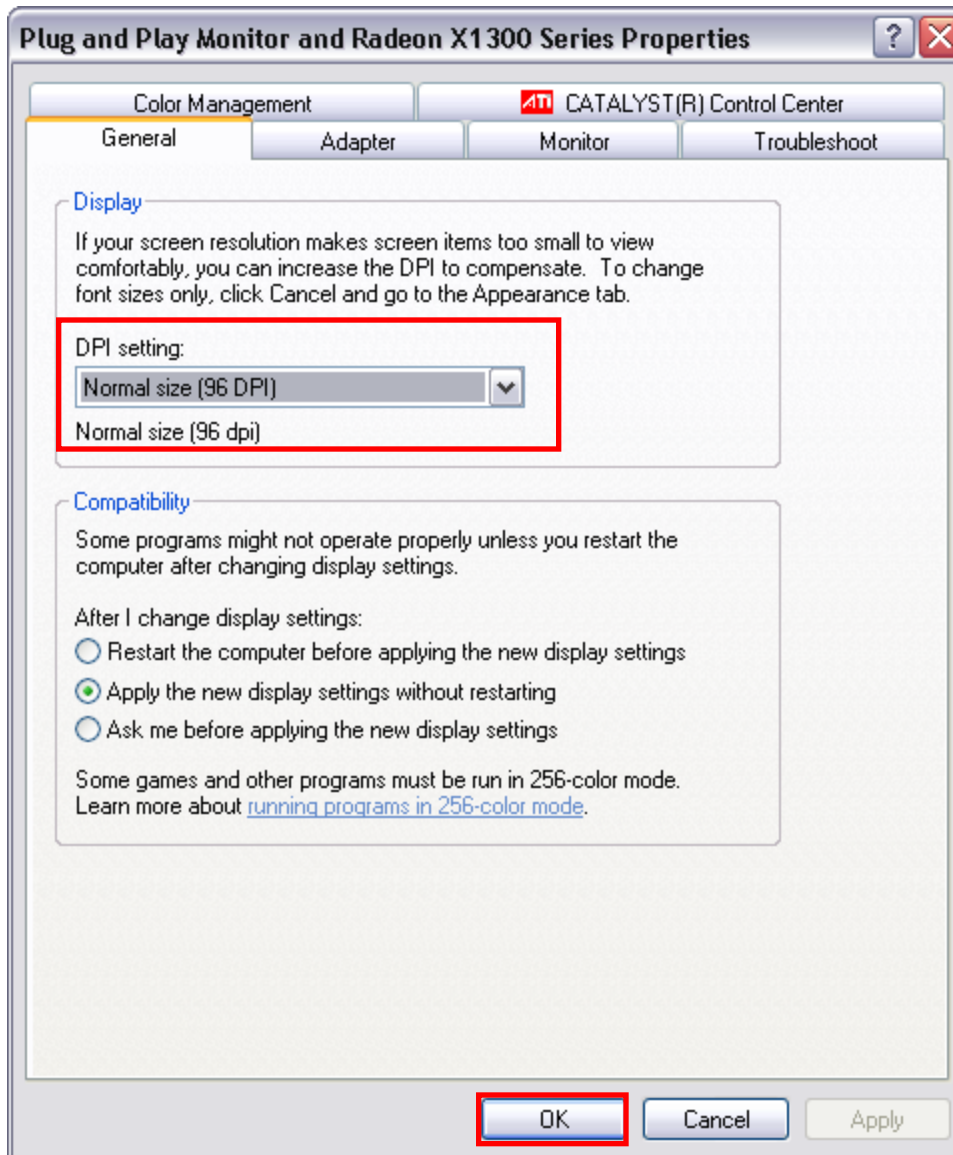 Plug and Play Monitor and Radeon X1300 Series Properties
?
Color Management
ATI CATALYST(R) Control Center
General
Adapter
Monitor
Troubleshoot
Display
If your screen resolution makes screen items too small to view
comfortably, you can increase the DPI to compensate. To change
font sizes only, click Cancel and go to the Appearance tab.
DPI setting:
Normal size (96 DPI)
Normal size (96 dpi)
Compatibility
Some programs might not operate properly unless you restart the
computer after changing display settings.
After I change display settings:
Restart the computer before applying the new display settings
Apply the new display settings without restarting
Ask me before applying the new display settings
Some games and other programs must be run in 256-color mode.
Learn more about running programs in 256-color mode.
OK
Cancel
Apply